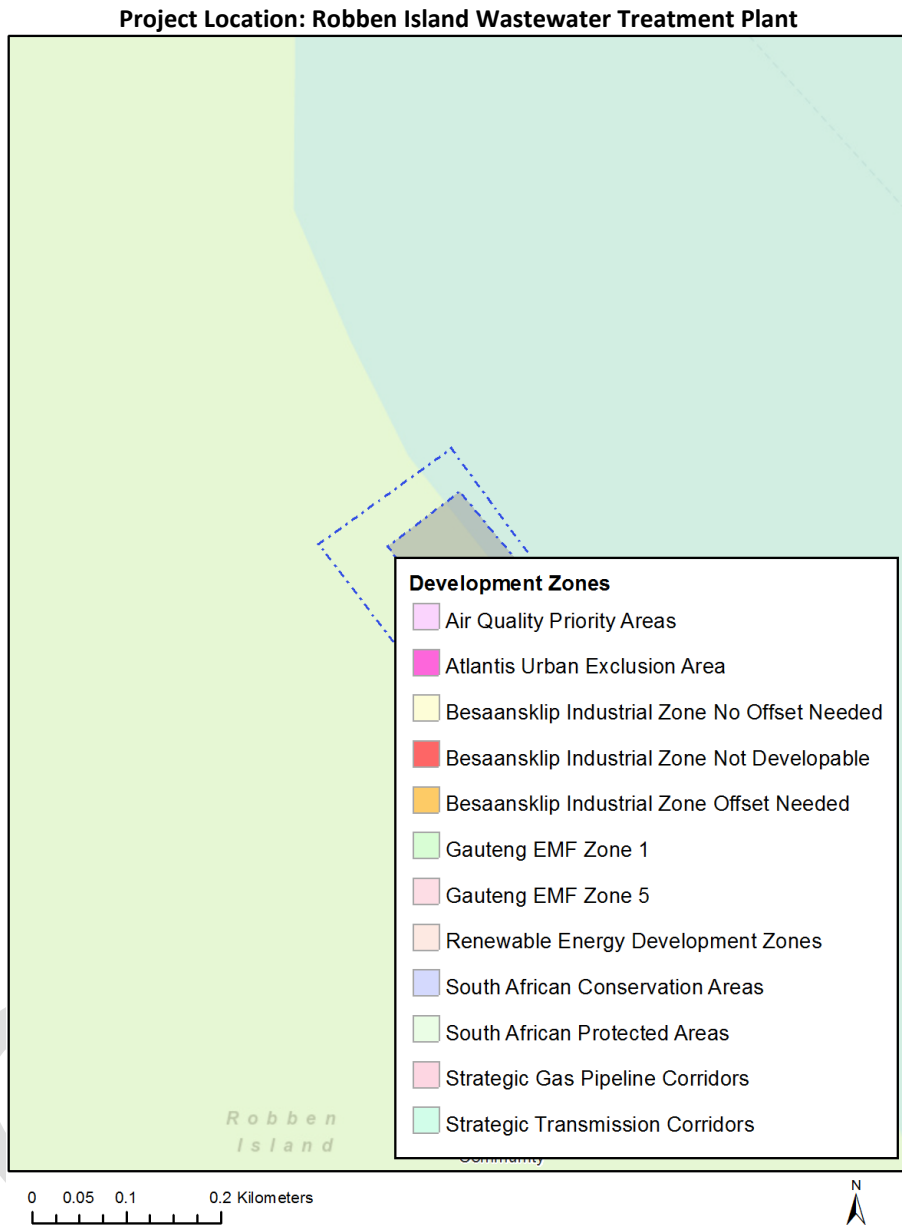 Project Location: Robben Island Wastewater Treatment Plant
Development Zones
Air Quality Priority Areas
Atlantis Urban Exclusion Area
Besaansklip Industrial Zone No Offset Needed
Besaansklip Industrial Zone Not Developable
Besaansklip Industrial Zone Offset Needed
Gauteng EMF Zone 1
Gauteng EMF Zone 5
Renewable Energy Development Zones
South African Conservation Areas
South African Protected Areas
Strategic Gas Pipeline Corridors
Strategic Transmission Corridors
Robben
Island
Community
0 0.05 0.1 0.2 Kilometers
N